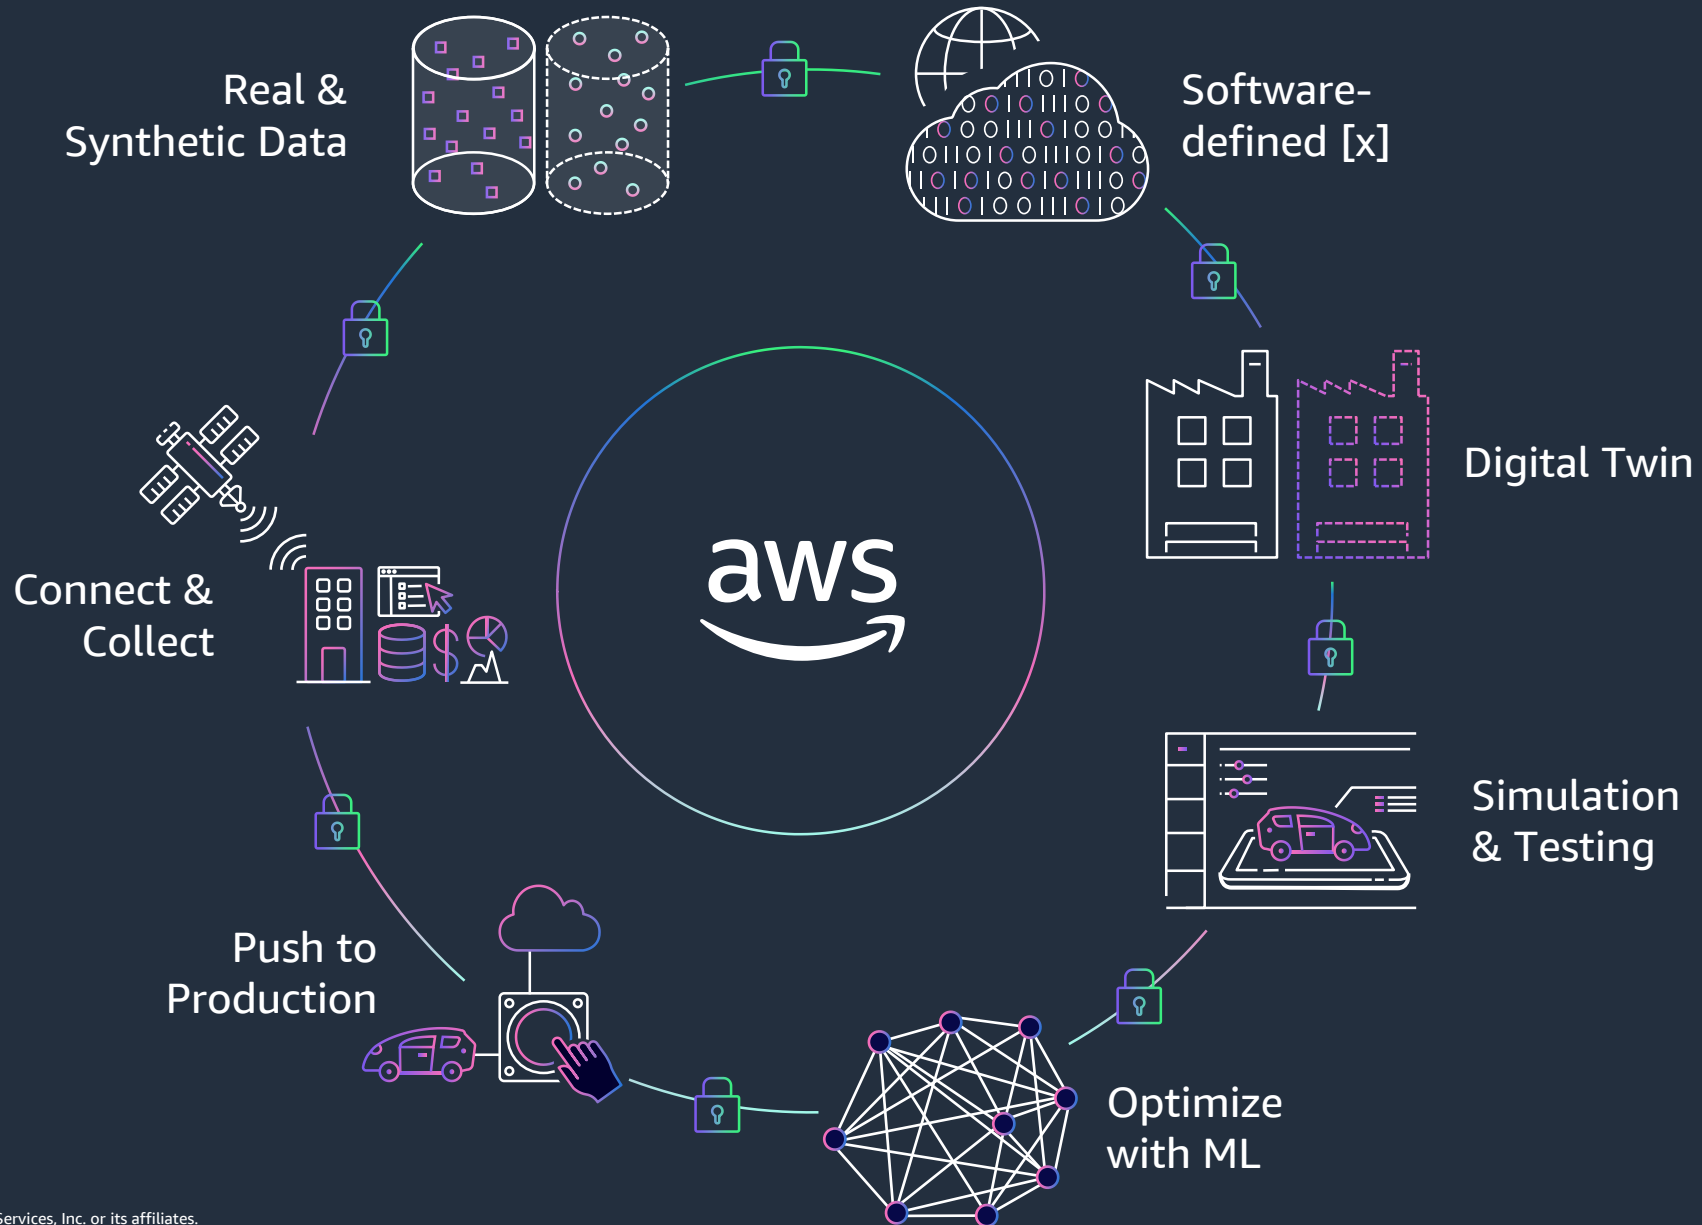 Real &
Synthetic Data
Software-
defined [x]
Digital Twin
Connect &
Collect
aws
Simulation
& Testing
Push to
Production
Optimize
with ML
Services, Inc. or its affiliates.